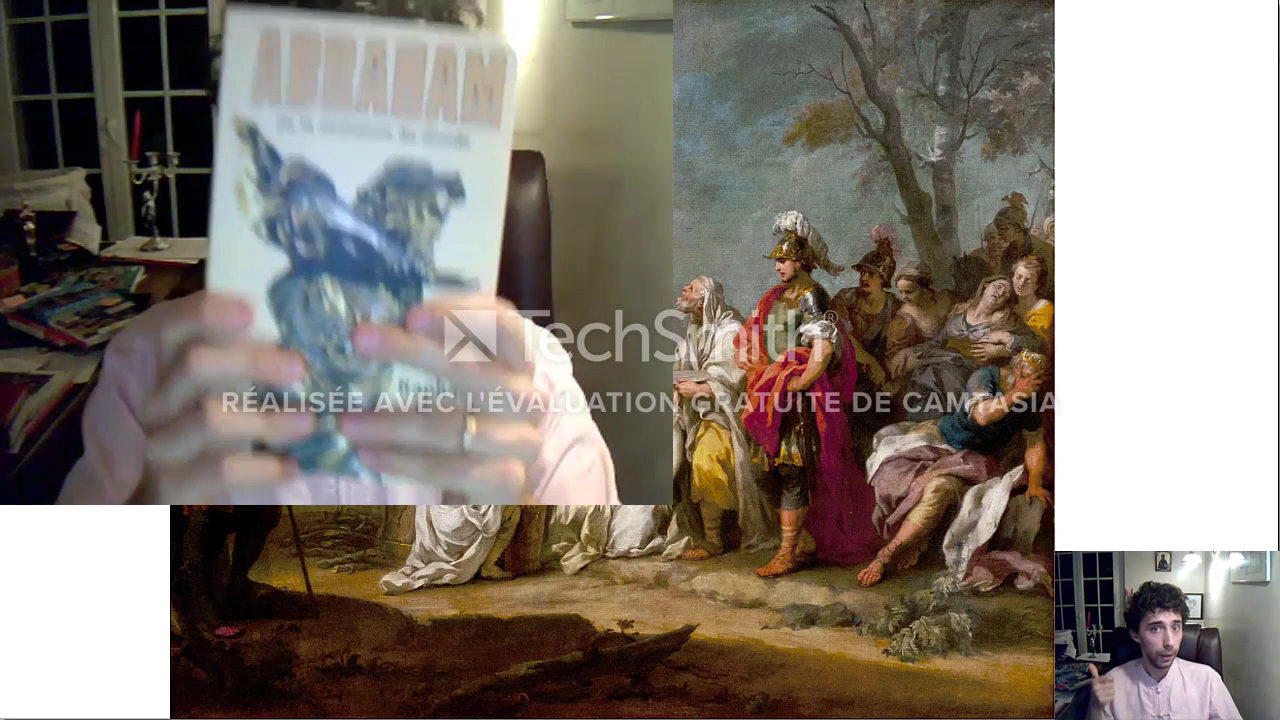 ABRAHAM
TechSmith®
RÉALISÉE AVEC L'ÉVALUATION GRATUITE DE CAMTASIA